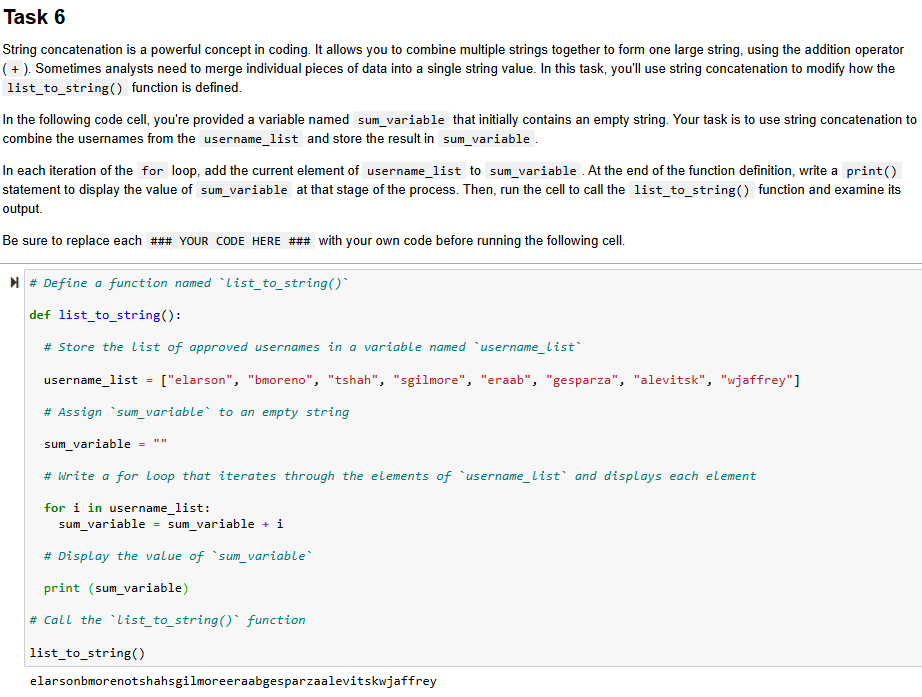 Task 6
String concatenation is a powerful concept in coding. It allows you to combine multiple strings together to form one large string, using the addition operator
( + ). Sometimes analysts need to merge individual pieces of data into a single string value. In this task, you'll use string concatenation to modify how the
list_to_string() function is defined.
In the following code cell, you're provided a variable named sum_variable that initially contains an empty string. Your task is to use string concatenation to
combine the usernames from the username_list and store the result in sum_variable .
In each iteration of the for loop, add the current element of username_list to sum_variable . At the end of the function definition, write a print()
statement to display the value of sum_variable at that stage of the process. Then, run the cell to call the list_to_string() function and examine its
output.
Be sure to replace each ### YOUR CODE HERE ### with your own code before running the following cell.
# Define a function named `list_to_string()`
def list_to_string():
# Store the list of approved usernames in a variable named `username_list`
username_list = ["elarson", "bmoreno", "tshah", "sgilmore", "eraab", "gesparza", "alevitsk", "wjaffrey"]
# Assign `sum_variable` to an empty string
sum_variable = ""
# Write a for loop that iterates through the elements of `username_list` and displays each element
for i in username_list:
sum_variable = sum_variable + i
# Display the value of `sum_variable`
print (sum_variable)
# Call the `list_to_string()` function
list_to_string()
elarsonbmorenotshahsgilmoreeraabgesparzaalevitskwjaffrey